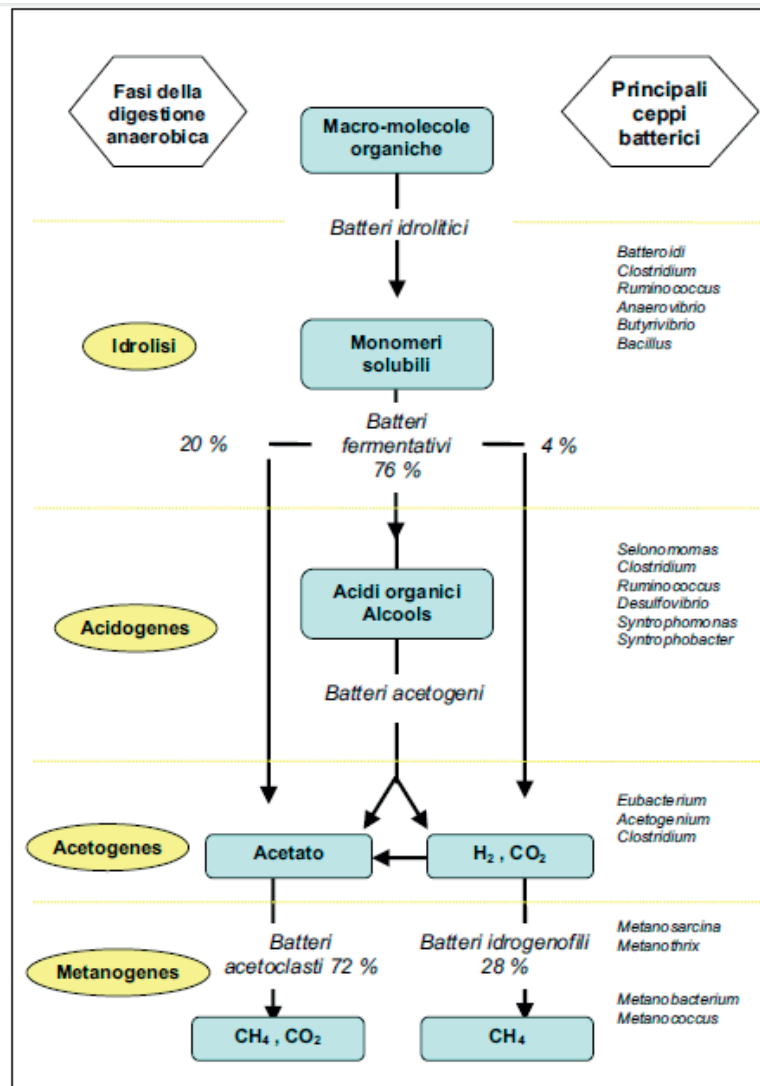 Fasi della
digestione
anaerobica
Macro-molecole
organiche
Principali
ceppi
batterici
Batteri idrolitici
Batteroidi
Clostridium
Ruminococcus
Anaerovibrio
Butyrivibrio
Bacillus
Idrolisi
Monomeri
solubili
20 %
Batteri
fermentativi
76 %
4 %
Selonomomas
Clostridium
Ruminococcus
Desulfovibrio
Syntrophomonas
Syntrophobacter
Acidogenes
Acidi organici
Alcools
Batteri acetogeni
Eubacterium
Acetogenium
Clostridium
Acetogenes
Acetato
H₂ , CO₂
Metanogenes
Batteri
acetoclasti 72 %
Batteri idrogenofili
28 %
Metanosarcina
Metanothrix
Metanobacterium
Metanococcus
CH₄ , CO₂
CH₄